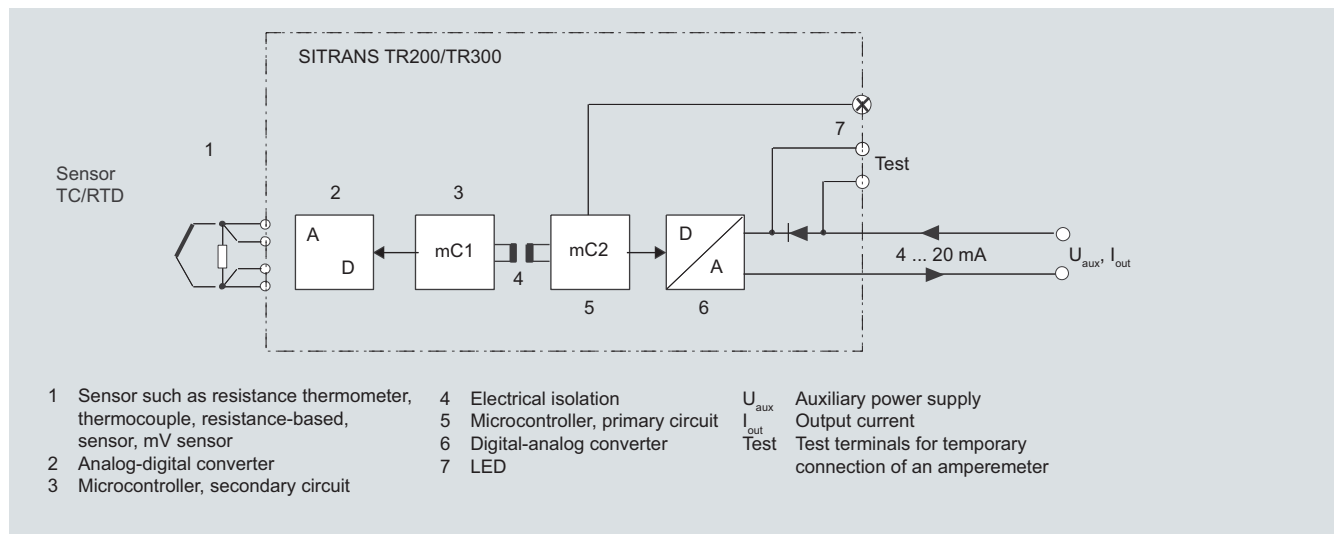 SITRANS TR200/TR300
7
1
Test
Sensor
TC/RTD
2
3
A
D
mC1
mC2
D
A
4
4 ... 20 mA
Uaux, Iout
5
6
1 Sensor such as resistance thermometer,
thermocouple, resistance-based,
sensor, mV sensor
2 Analog-digital converter
3 Microcontroller, secondary circuit
4 Electrical isolation
5 Microcontroller, primary circuit
6 Digital-analog converter
7 LED
Uaux Auxiliary power supply
Iout Output current
Test Test terminals for temporary
connection of an amperemeter